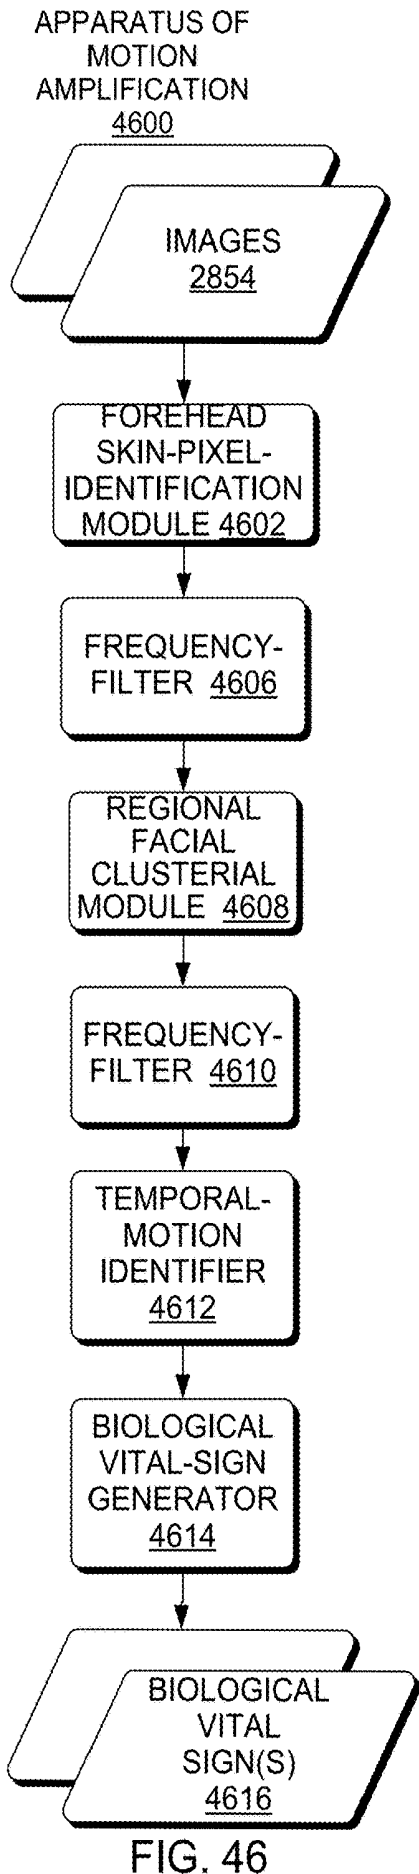 APPARATUS OF
MOTION
AMPLIFICATION
4600
IMAGES
2854
FOREHEAD
SKIN-PIXEL-
IDENTIFICATION
MODULE 4602
FREQUENCY-
FILTER 4606
REGIONAL
FACIAL
CLUSTERIAL
MODULE 4608
FREQUENCY-
FILTER 4610
TEMPORAL-
MOTION
IDENTIFIER
4612
BIOLOGICAL
VITAL-SIGN
GENERATOR
4614
BIOLOGICAL
VITAL
SIGN(S)
4616
FIG. 46